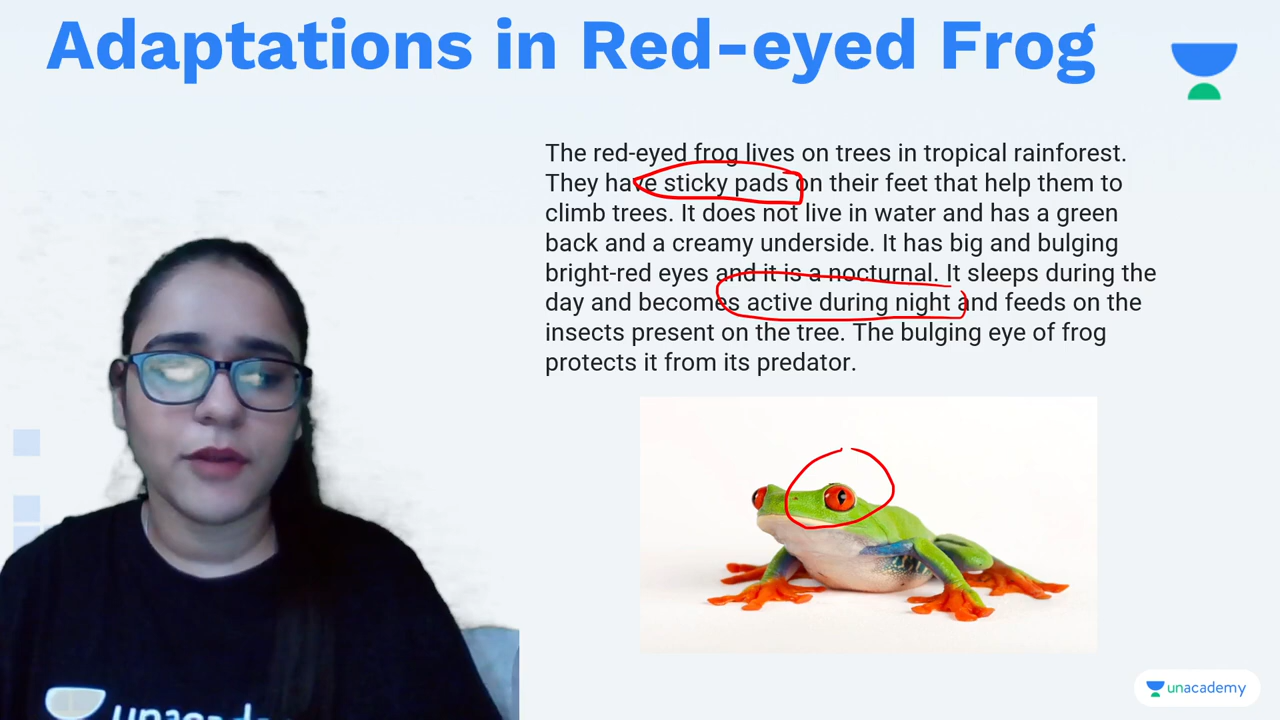 Adaptations in Red-eyed Frog
The red-eyed frog lives on trees in tropical rainforest.
They have sticky pads on their feet that help them to
climb trees. It does not live in water and has a green
back and a creamy underside. It has big and bulging
bright-red eyes and it is a nocturnal. It sleeps during the
day and becomes active during night and feeds on the
insects present on the tree. The bulging eye of frog
protects it from its predator.
unacademy